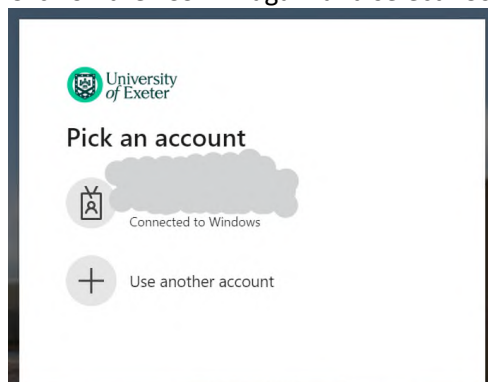 University
of Exeter
Pick an account
Connected to Windows
Use another account